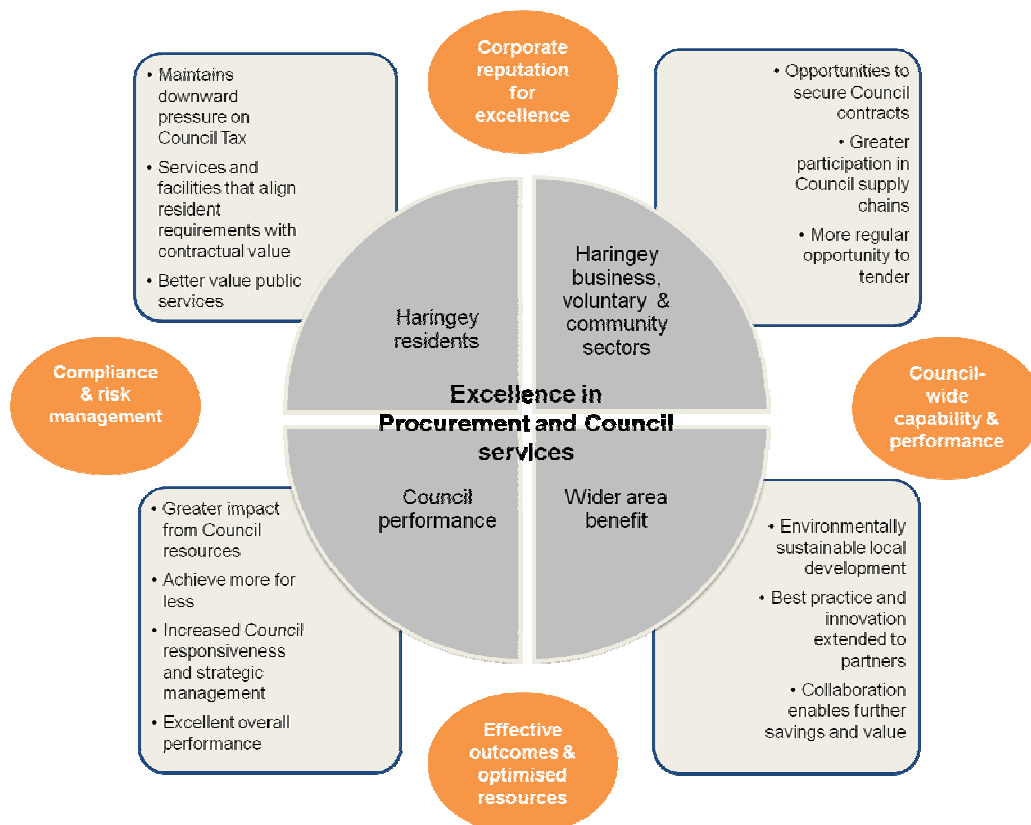 Corporate
reputation
for
excellence
• Maintains
downward
pressure on
Council Tax
• Services and
facilities that align
resident
requirements with
contractual value
• Better value public
services
• Opportunities to
secure Council
contracts
• Greater
participation in
Council supply
chains
• More regular
opportunity to
tender
Haringey
residents
Haringey
business,
voluntary &
community
sectors
Compliance
& risk
management
Excellence in
Procurement and Council
services
Council-
wide
capability &
performance
Council
performance
Wider area
benefit
• Greater impact
from Council
resources
• Achieve more for
less
• Increased Council
responsiveness
and strategic
management
• Excellent overall
performance
• Environmentally
sustainable local
development
• Best practice and
innovation
extended to
partners
• Collaboration
enables further
savings and value
Effective
outcomes &
optimised
resources